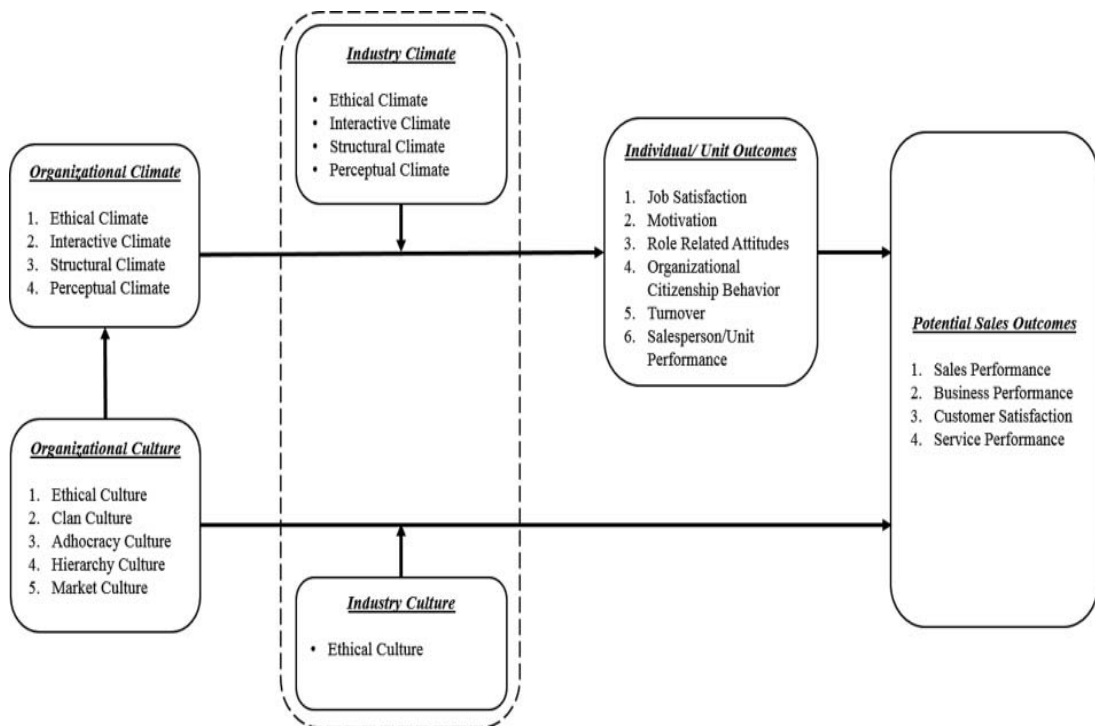 Industry Climate
• Ethical Climate
• Interactive Climate
• Structural Climate
• Perceptual Climate
Organizational Climate
1. Ethical Climate
2. Interactive Climate
3. Structural Climate
4. Perceptual Climate
Individual/ Unit Outcomes
1. Job Satisfaction
2. Motivation
3. Role Related Attitudes
4. Organizational
Citizenship Behavior
5. Turnover
6. Salesperson/Unit
Performance
Potential Sales Outcomes
1. Sales Performance
2. Business Performance
3. Customer Satisfaction
4. Service Performance
Organizational Culture
1. Ethical Culture
2. Clan Culture
3. Adhocracy Culture
4. Hierarchy Culture
5. Market Culture
Industry Culture
• Ethical Culture